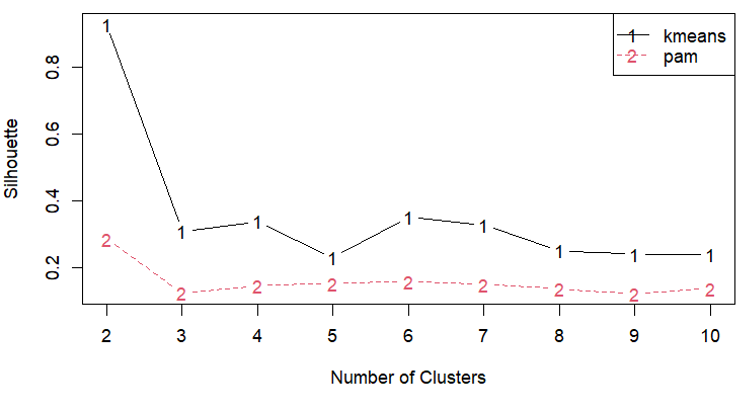 1 kmeans
2 pam
Silhouette
0.8
0.6
0.4
0.2
1 1 1 1 1 1 1 1 1
2 2 2 2 2 2 2 2 2
2 3 4 5 6 7 8 9 10
Number of Clusters